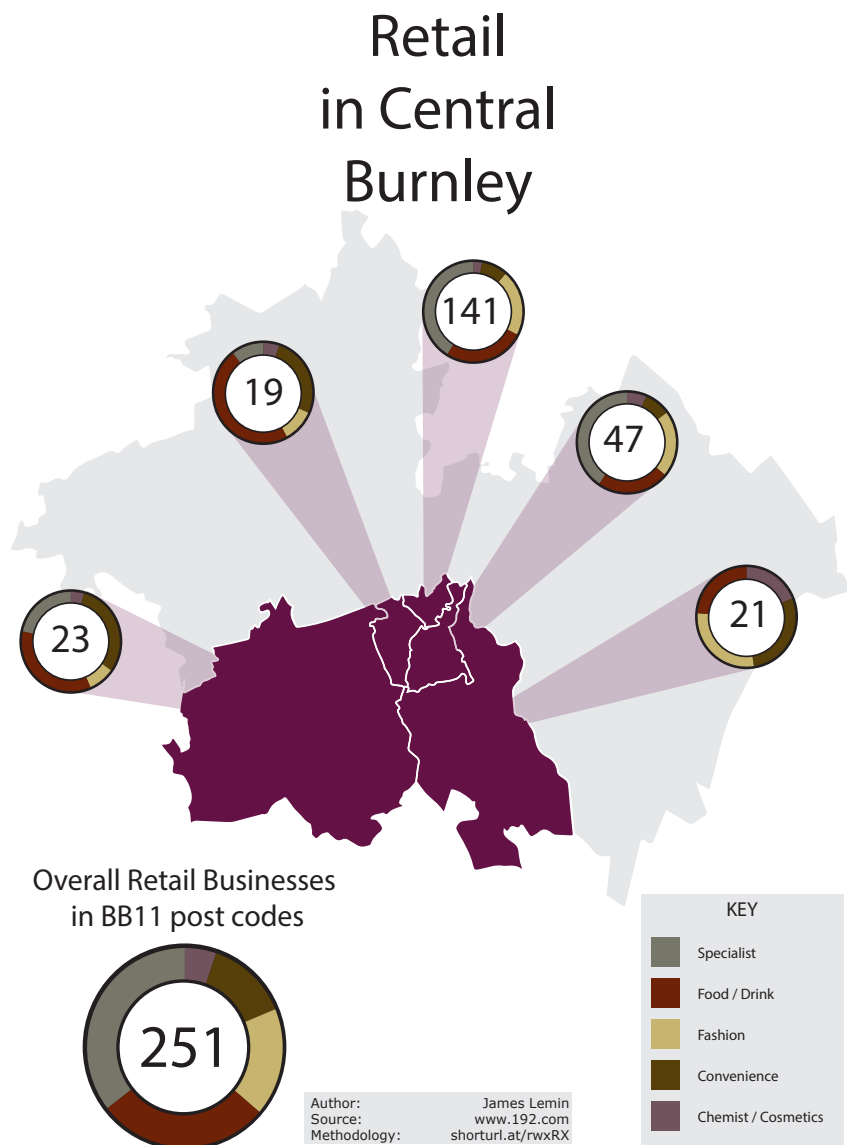 Retail
in Central
Burnley
141
19
47
23
21
Overall Retail Businesses
in BB11 post codes
251
KEY
Specialist
Food / Drink
Fashion
Convenience
Chemist / Cosmetics
Author: James Lemin
Source: www.192.com
Methodology: shorturl.at/rwxRX